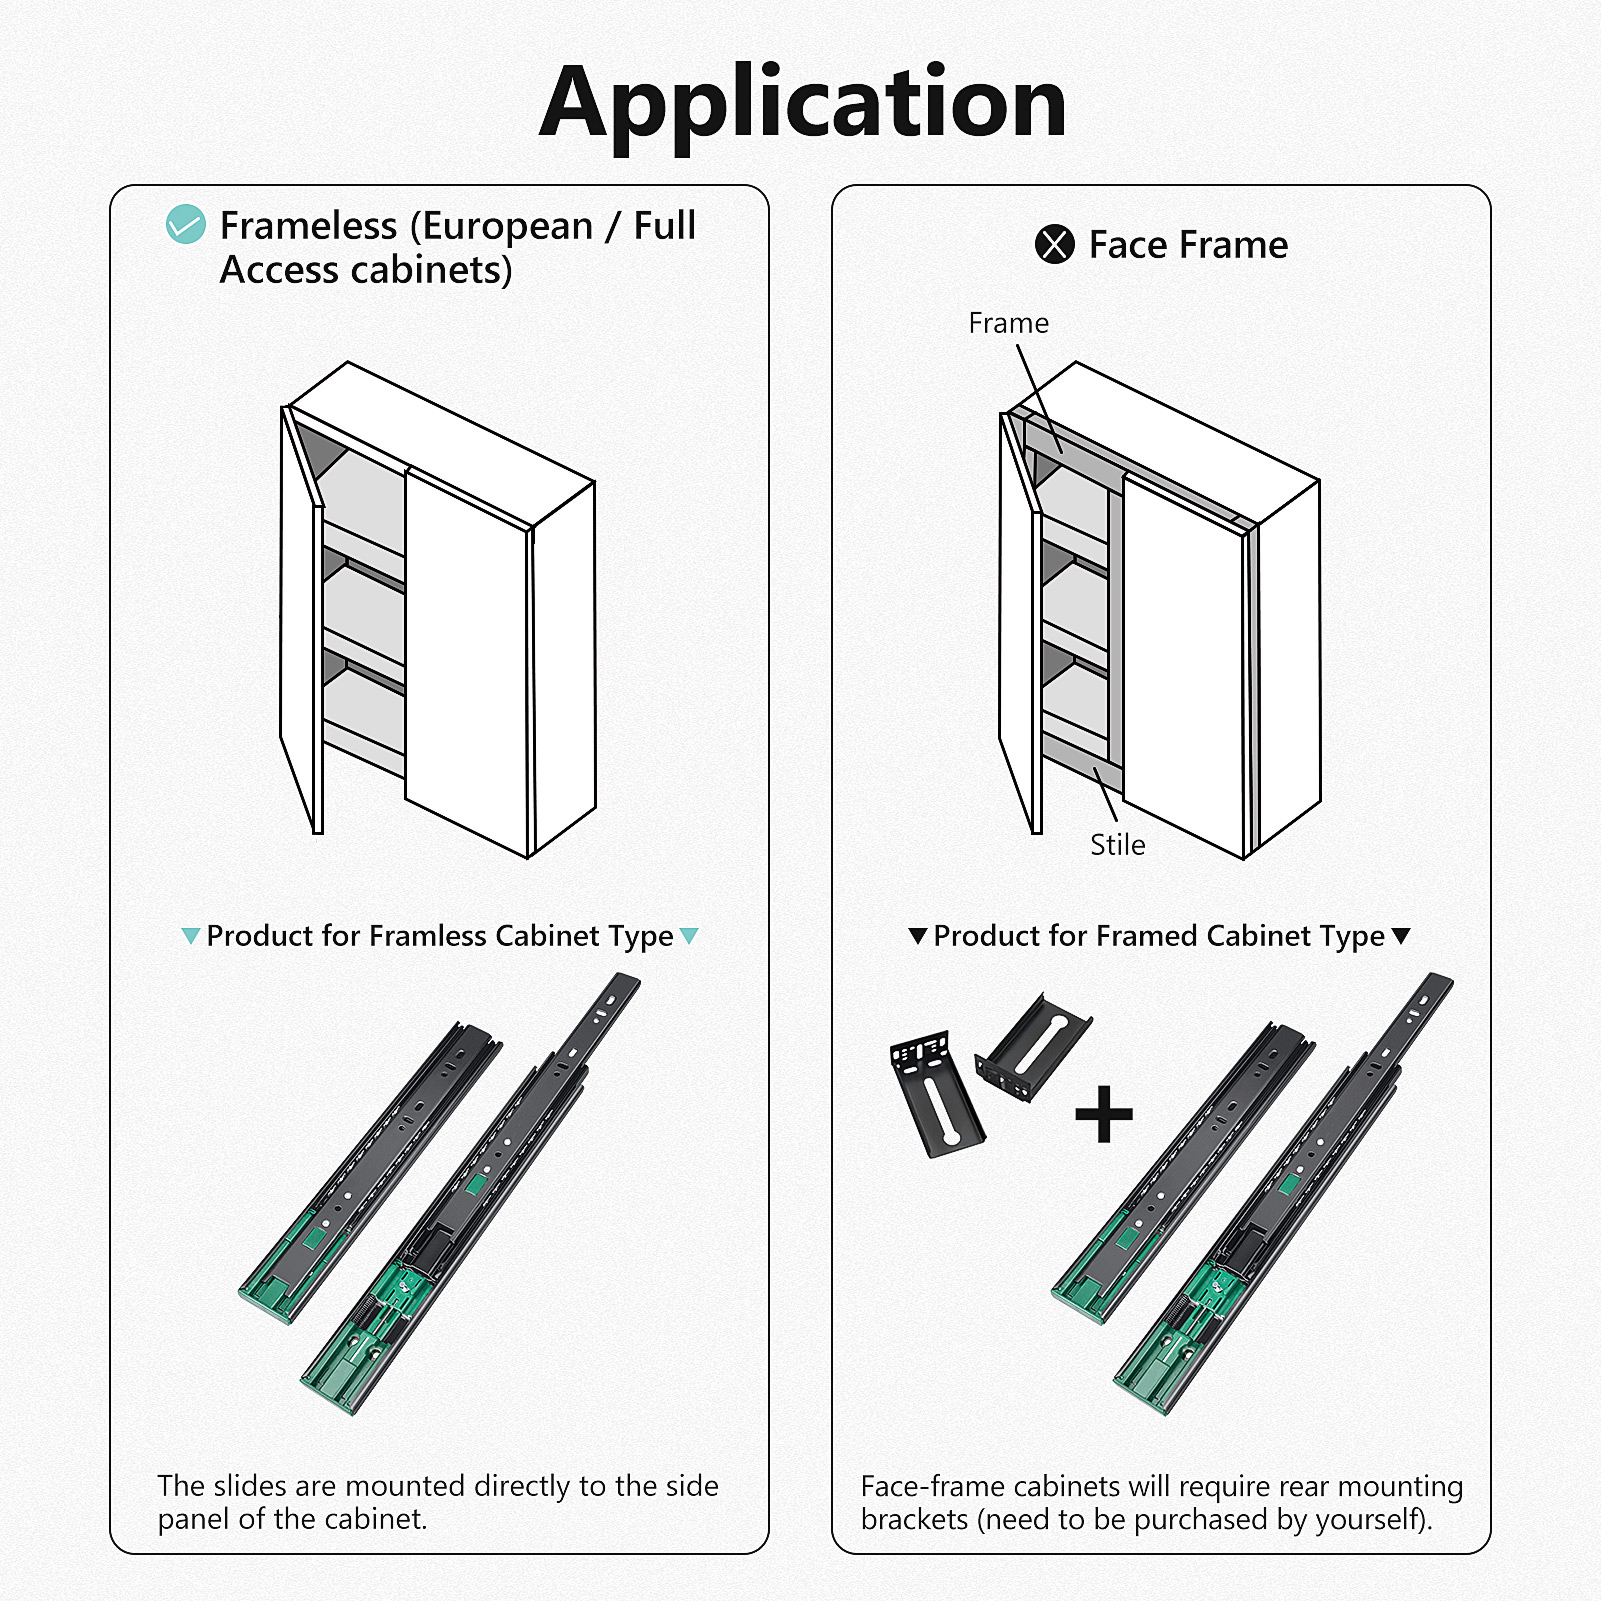 Application
Frameless (European / Full
Access cabinets)
Face Frame
Frame
Stile
Product for Framless Cabinet Type
Product for Framed Cabinet Type
The slides are mounted directly to the side
panel of the cabinet.
Face-frame cabinets will require rear mounting
brackets (need to be purchased by yourself).